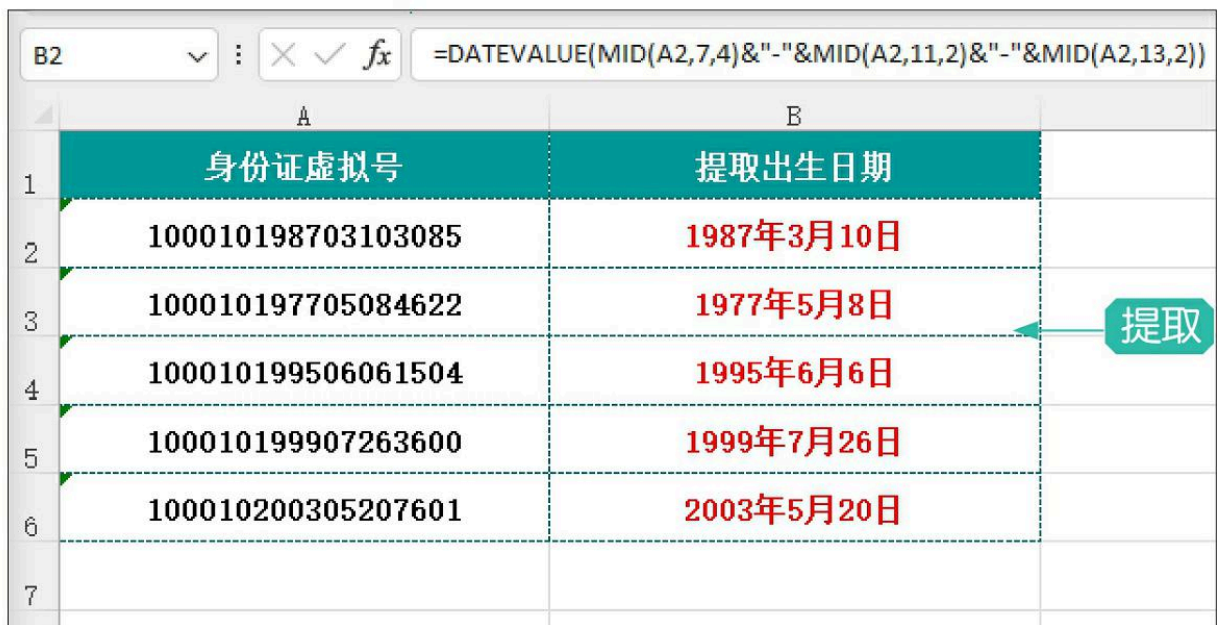 B2 fx =DATEVALUE(MID(A2,7,4)&"-"&MID(A2,11,2)&"-"&MID(A2,13,2))
A B
1 身份证虚拟号 提取出生日期
2 100010198703103085 1987年3月10日
3 100010197705084622 1977年5月8日
提取
4 100010199506061504 1995年6月6日
5 100010199907263600 1999年7月26日
6 100010200305207601 2003年5月20日
7